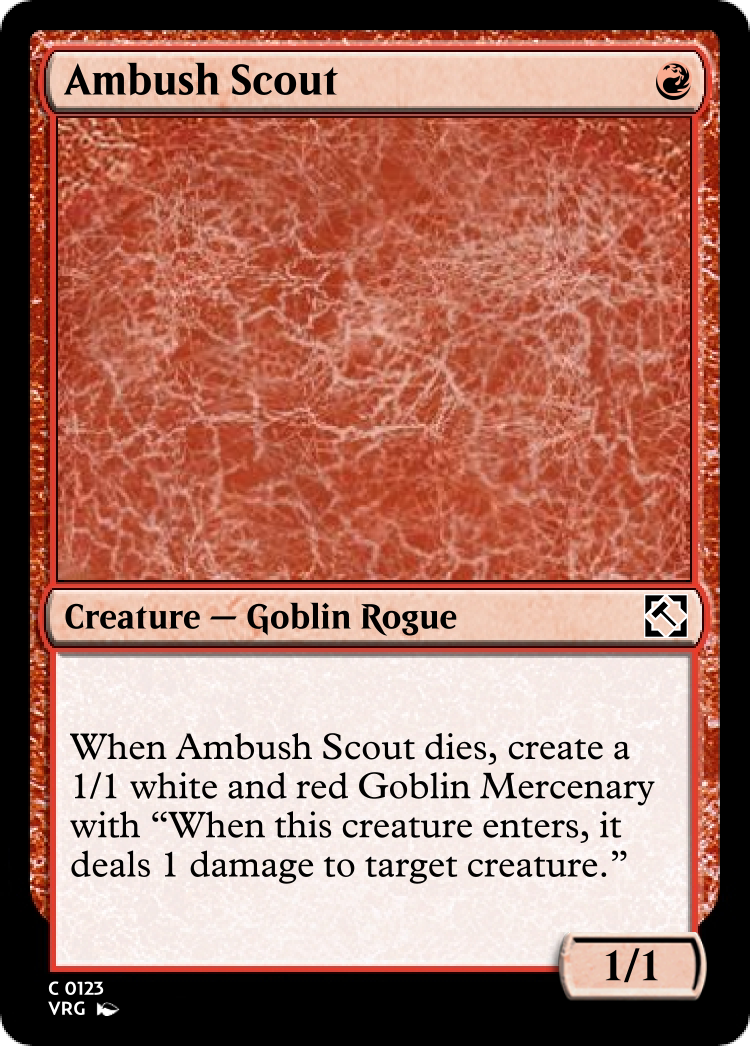 Ambush Scout
Creature — Goblin Rogue
When Ambush Scout dies, create a
1/1 white and red Goblin Mercenary
with “When this creature enters, it
deals 1 damage to target creature.”
1/1
C 0123
VRG